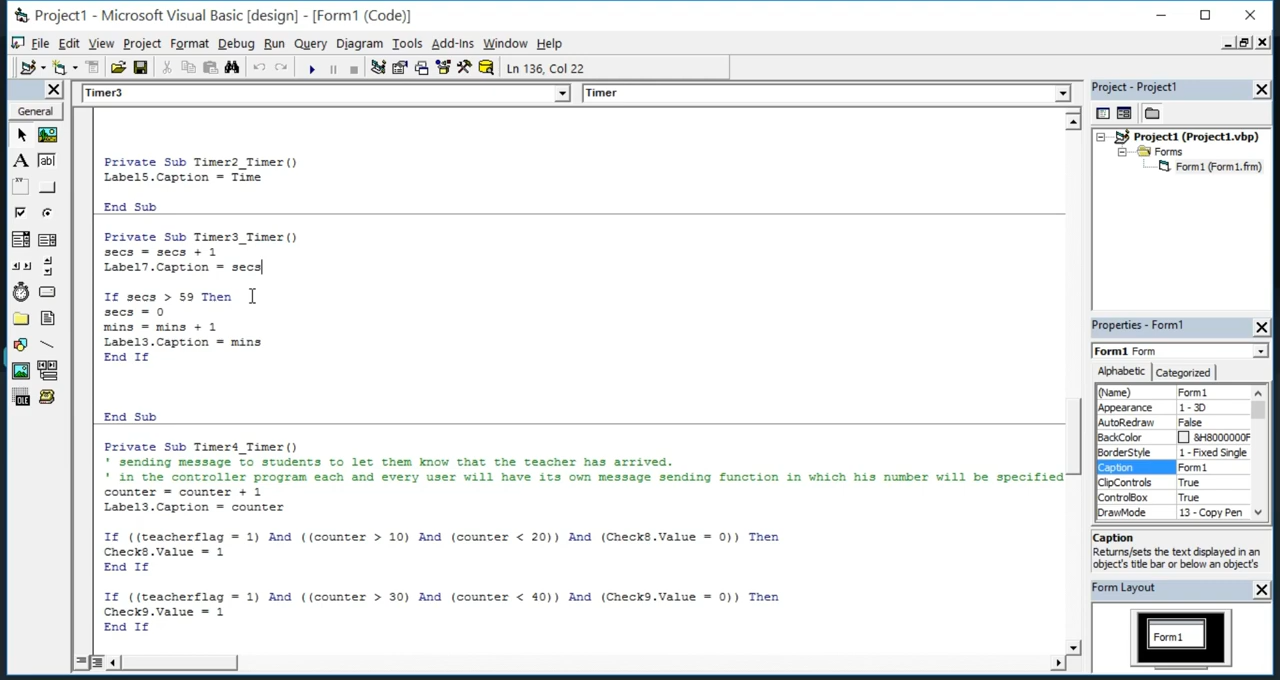 Project1 - Microsoft Visual Basic [design] - [Form1 (Code)]
File Edit View Project Format Debug Run Query Diagram Tools Add-Ins Window Help
Ln 136, Col 22
General
Timer3 Timer
Private Sub Timer2_Timer()
Label5.Caption = Time
End Sub
Private Sub Timer3_Timer()
secs = secs + 1
Label7.Caption = secs
If secs > 59 Then
secs = 0
mins = mins + 1
Label3.Caption = mins
End If
End Sub
Private Sub Timer4_Timer()
' sending message to students to let them know that the teacher has arrived.
' in the controller program each and every user will have its own message sending function in which his number will be specified
counter = counter + 1
Label3.Caption = counter
If ((teacherflag = 1) And ((counter > 10) And (counter < 20)) And (Check8.Value = 0)) Then
Check8.Value = 1
End If
If ((teacherflag = 1) And ((counter > 30) And (counter < 40)) And (Check9.Value = 0)) Then
Check9.Value = 1
End If
Project - Project1
Project1 (Project1.vbp)
Forms
Form1 (Form1.frm)
Properties - Form1
Form1 Form
Alphabetic Categorized
(Name) Form1
Appearance 1 - 3D
AutoRedraw False
BackColor &H8000000F
BorderStyle 1 - Fixed Single
Caption Form1
ClipControls True
ControlBox True
DrawMode 13 - Copy Pen
Caption
Returns/sets the text displayed in an
object's title bar or below an object's
Form Layout
Form1